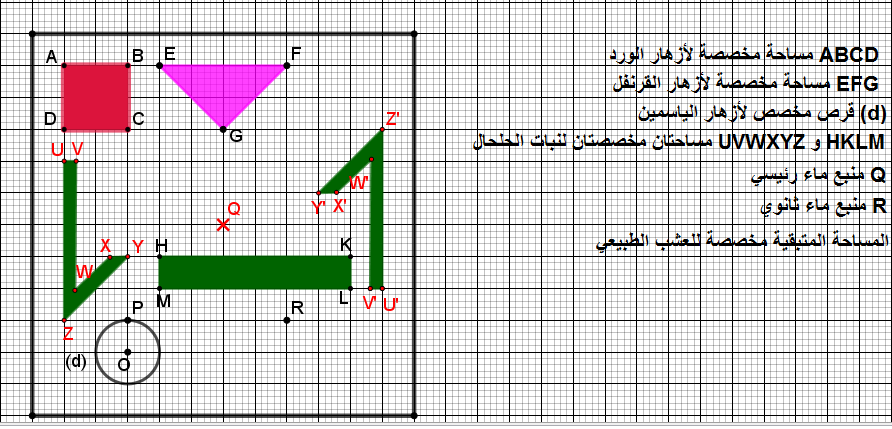 ABCD مساحة مخصصة لأزهار الورد
EFG مساحة مخصصة لأزهار القرنفل
(d) قرص مخصص لأزهار الياسمين
HKLM و UVWXYZ مساحتان مخصصتان لنبات الحلحال
Q منبع ماء رئيسي
R منبع ماء ثانوي
المساحة المتبقية مخصصة للعشب الطبيعي
A B E F
D C G Z'
U V
W'
Y' X'
Q
X Y H K
W
M L V' U'
P R
Z
(d) O